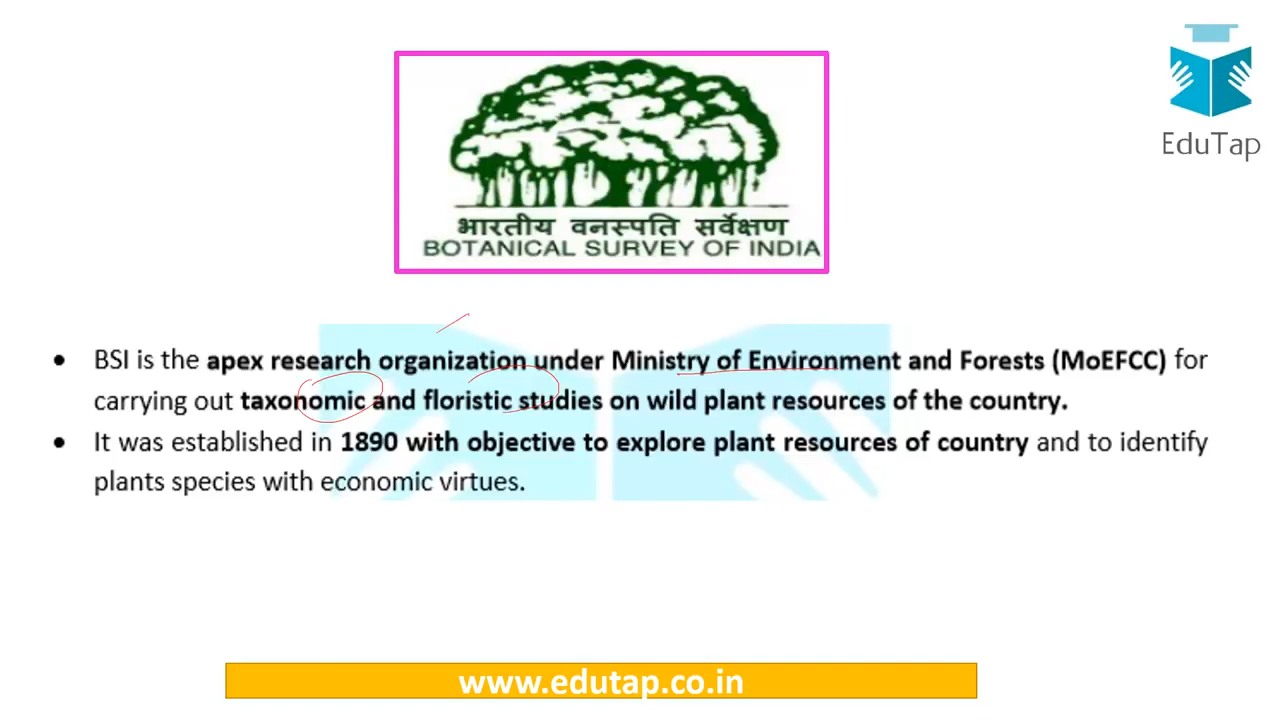 EduTap
भारतीय वनस्पति सर्वेक्षण
BOTANICAL SURVEY OF INDIA
• BSI is the apex research organization under Ministry of Environment and Forests (MoEFCC) for
carrying out taxonomic and floristic studies on wild plant resources of the country.
• It was established in 1890 with objective to explore plant resources of country and to identify
plants species with economic virtues.
www.edutap.co.in